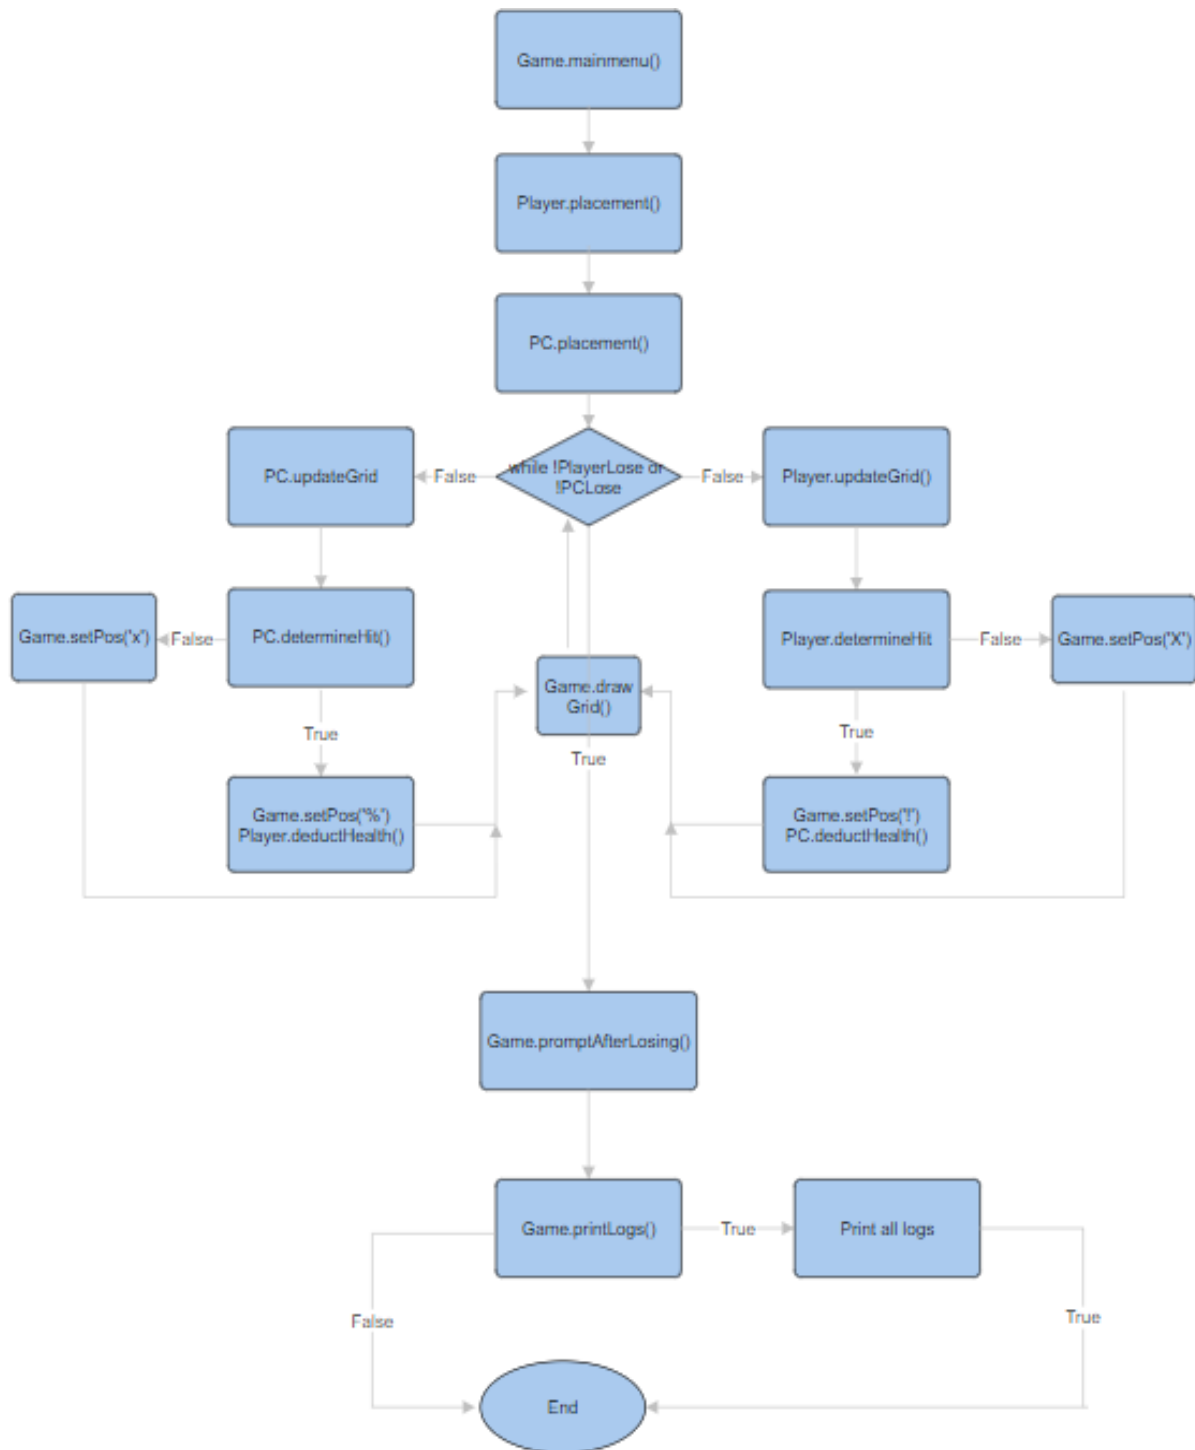 Game.mainmenu()
Player.placement()
PC.placement()
while !PlayerLose or
!PCLose
False
False
PC.updateGrid
Player.updateGrid()
Game.setPos('x')
False
PC.determineHit()
Player.determineHit
False
Game.setPos('X')
Game.draw
Grid()
True
True
True
Game.setPos('%')
Player.deductHealth()
Game.setPos('!')
PC.deductHealth()
Game.promptAfterLosing()
Game.printLogs()
True
Print all logs
False
True
End